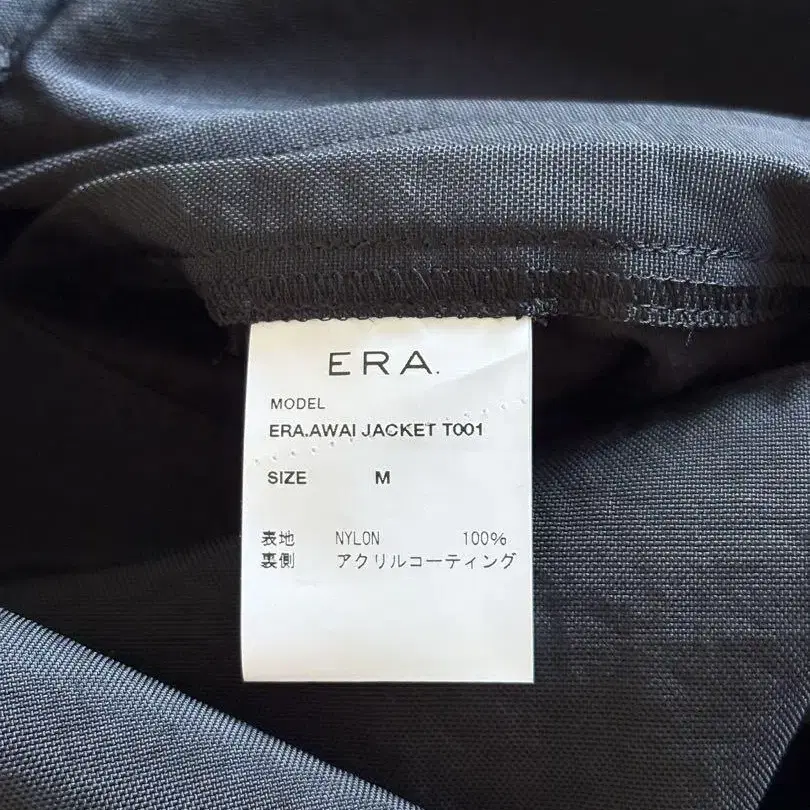 ERA.
MODEL
ERA.AWAI JACKET T001
SIZE M
表地 NYLON 100%
裏側 アクリルコーティング